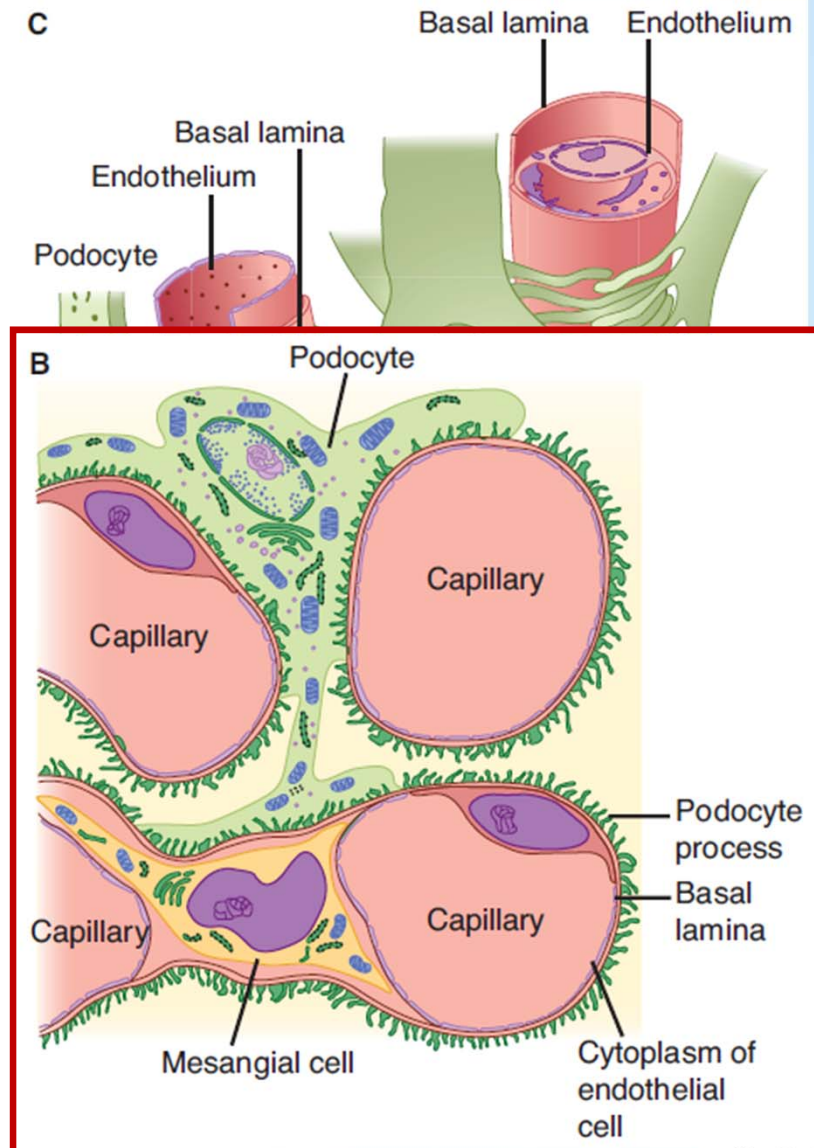 C
Basal lamina
Endothelium
Basal lamina
Endothelium
Podocyte
B
Podocyte
Capillary
Capillary
Podocyte
process
Basal
lamina
Capillary
Capillary
Mesangial cell
Cytoplasm of
endothelial
cell